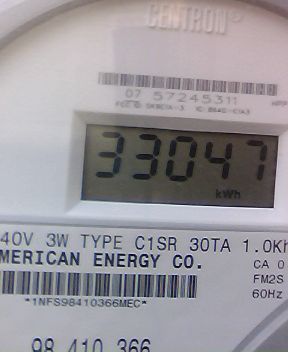 CENTRON®
07 57245311
33047
kWh
40V 3W TYPE C1SR 30TA 1.0Kh
MERICAN ENERGY CO.
CA 0
FM2S
60Hz
*1NFS98410366MEC*
98 410 366